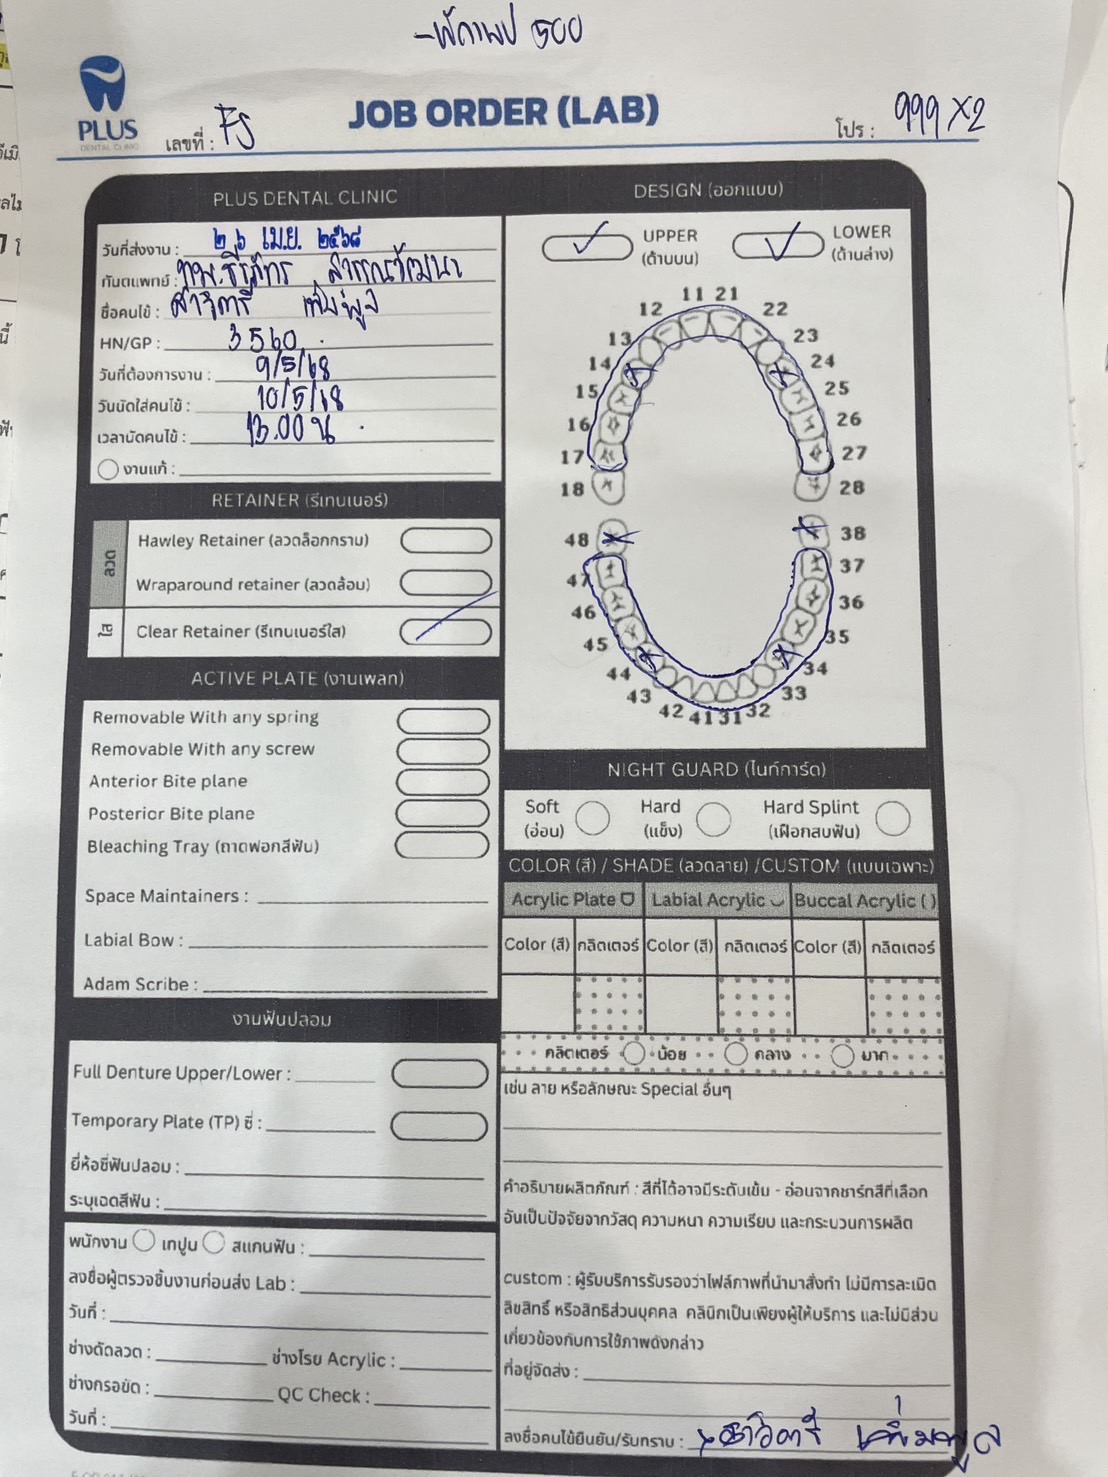 PLUS
DENTAL CLINIC
เลขที่ : FS
JOB ORDER (LAB)
โปร : 999 X2
PLUS DENTAL CLINIC
วันที่ส่งงาน : ๒๖ เม.ย. ๒๕๖๘
ทันตแพทย์ : ทพ.
ชื่อคนไข้ : สาวิตรี เพิ่มพูล
HN/GP : 3560
วันที่ต้องการงาน : 9/5/68
วันนัดใส่คนไข้ : 10/5/68
เวลานัดคนไข้ : 13.00 น.
งานแก้ :
RETAINER (รีเทนเนอร์)
ลวด
Hawley Retainer (ลวดล็อกกราม)
Wraparound retainer (ลวดล้อม)
ใส
Clear Retainer (รีเทนเนอร์ใส)
ACTIVE PLATE (งานเพลท)
Removable With any spring
Removable With any screw
Anterior Bite plane
Posterior Bite plane
Bleaching Tray (ถาดฟอกสีฟัน)
Space Maintainers :
Labial Bow :
Adam Scribe :
งานฟันปลอม
Full Denture Upper/Lower :
Temporary Plate (TP) ซี่ :
ยี่ห้อซี่ฟันปลอม :
ระบุเฉดสีฟัน :
พนักงาน เทปูน สแกนฟัน :
ลงชื่อผู้ตรวจชิ้นงานก่อนส่ง Lab :
วันที่ :
ช่างดัดลวด : ช่างโรย Acrylic :
ช่างกรอขัด : QC Check :
วันที่ :
DESIGN (ออกแบบ)
UPPER
(ด้านบน)
LOWER
(ด้านล่าง)
11 21
12 22
13 23
14 24
15 25
16 26
17 27
18 28
48 38
47 37
46 36
45 35
44 34
43 33
42 41 31 32
NIGHT GUARD (ไนท์การ์ด)
Soft
(อ่อน)
Hard
(แข็ง)
Hard Splint
(เฝือกสบฟัน)
COLOR (สี) / SHADE (ลวดลาย) /CUSTOM (แบบเฉพาะ)
Acrylic Plate Labial Acrylic Buccal Acrylic ( )
Color (สี) กลิตเตอร์ Color (สี) กลิตเตอร์ Color (สี) กลิตเตอร์
กลิตเตอร์ น้อย กลาง มาก
เช่น ลาย หรือลักษณะ Special อื่นๆ
คำอธิบายผลิตภัณฑ์ : สีที่ได้อาจมีระดับเข้ม - อ่อนจากชาร์ทสีที่เลือก
อันเป็นปัจจัยจากวัสดุ ความหนา ความเรียบ และกระบวนการผลิต
custom : ผู้รับบริการรับรองว่าไฟล์ภาพที่นำมาสั่งทำ ไม่มีการละเมิด
ลิขสิทธิ์ หรือสิทธิส่วนบุคคล คลินิกเป็นเพียงผู้ให้บริการ และไม่มีส่วน
เกี่ยวข้องกับการใช้ภาพดังกล่าว
ที่อยู่จัดส่ง :
ลงชื่อคนไข้ยืนยัน/รับทราบ : สาวิตรี เพิ่มพูล